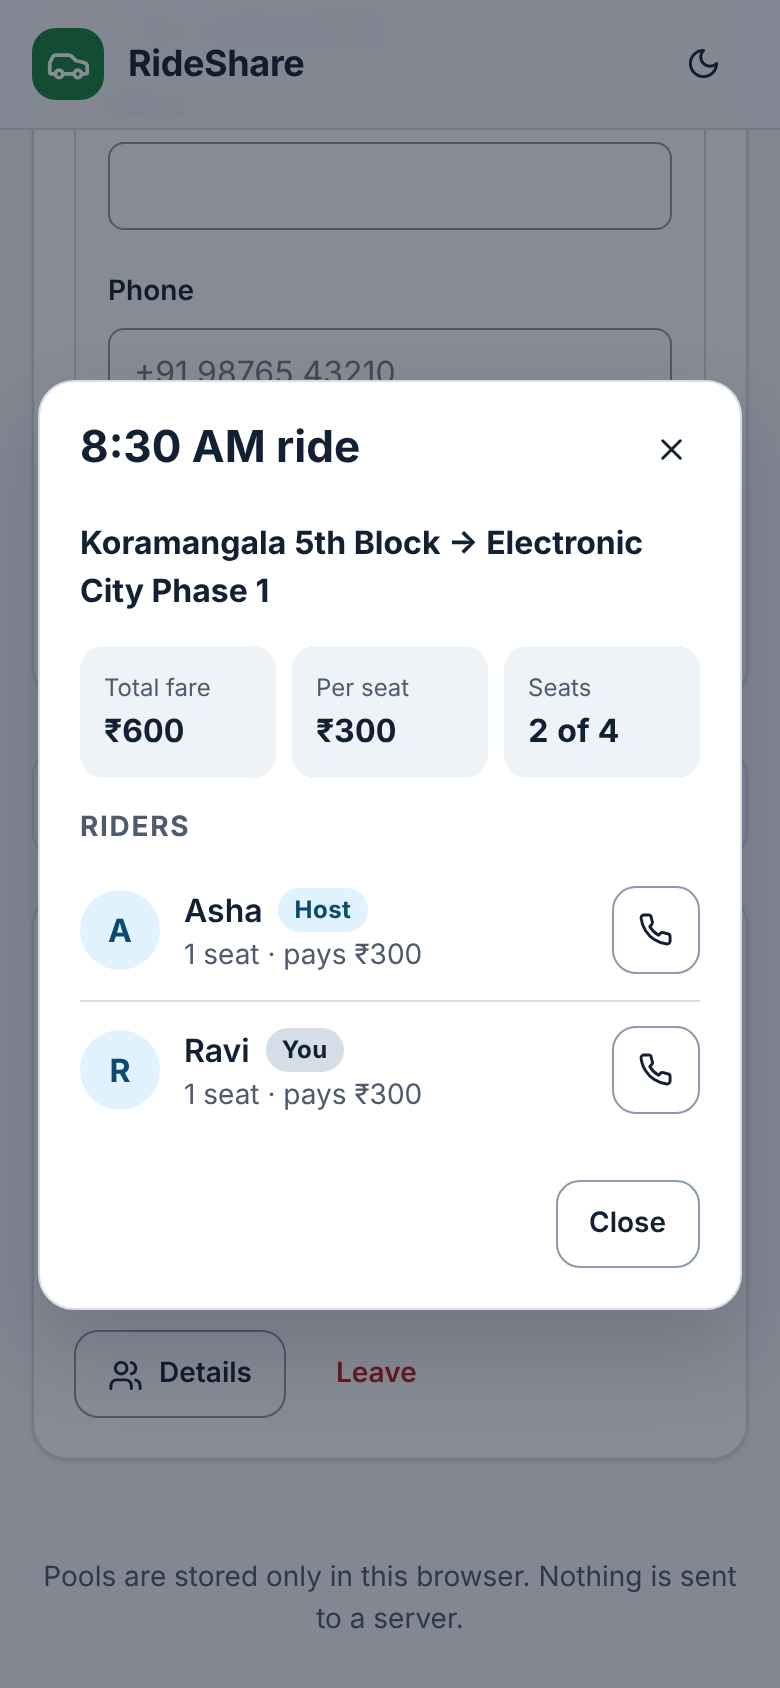 RideShare
Name
Phone
+91 98765 43210
8:30 AM ride
Koramangala 5th Block → Electronic
City Phase 1
Total fare
₹600
Per seat
₹300
Seats
2 of 4
RIDERS
A
Asha
Host
1 seat · pays ₹300
R
Ravi
You
1 seat · pays ₹300
Close
Details
Leave
Pools are stored only in this browser. Nothing is sent
to a server.